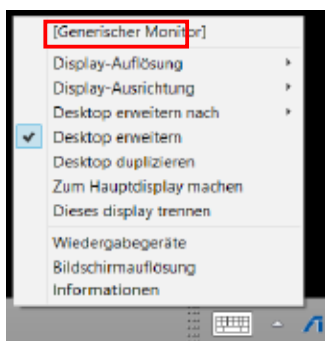 [Generischer Monitor]
Display-Auflösung
Display-Ausrichtung
Desktop erweitern nach
Desktop erweitern
Desktop duplizieren
Zum Hauptdisplay machen
Dieses display trennen
Wiedergabegeräte
Bildschirmauflösung
Informationen